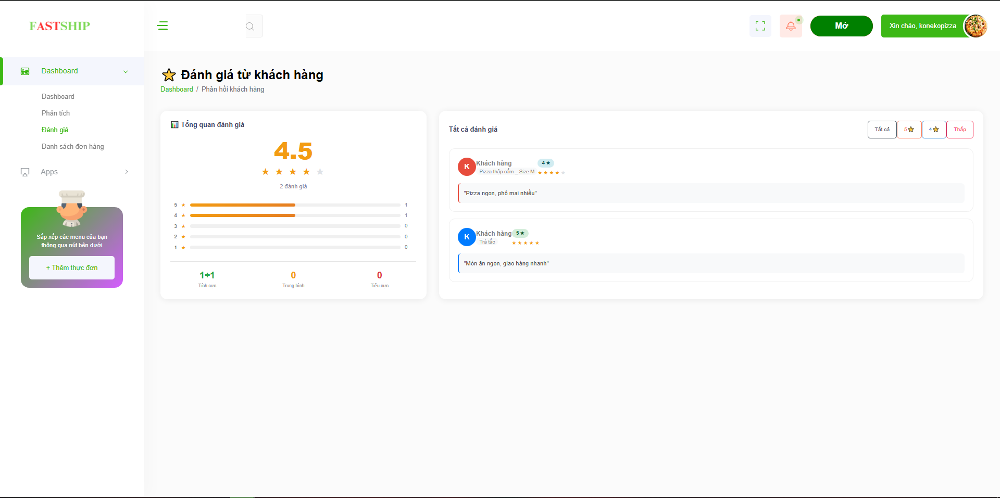 FASTSHIP
Mở
Xin chào, konekopizza
Dashboard
Dashboard
Phân tích
Đánh giá
Danh sách đơn hàng
Apps
Sắp xếp các menu của bạn
thông qua nút bên dưới
+ Thêm thực đơn
Đánh giá từ khách hàng
Dashboard / Phản hồi khách hàng
Tổng quan đánh giá
4.5
★ ★ ★ ★ ★
2 đánh giá
5 ★ 1
4 ★ 1
3 ★ 0
2 ★ 0
1 ★ 0
1+1 0 0
Tích cực Trung bình Tiêu cực
Tất cả đánh giá
Tất cả 5⭐ 4⭐ Thấp
K
Khách hàng 4 ★
Pizza thập cẩm _ Size M ★ ★ ★ ★ ★
"Pizza ngon, phô mai nhiều"
K
Khách hàng 5 ★
Trà tắc ★ ★ ★ ★ ★
"Món ăn ngon, giao hàng nhanh"